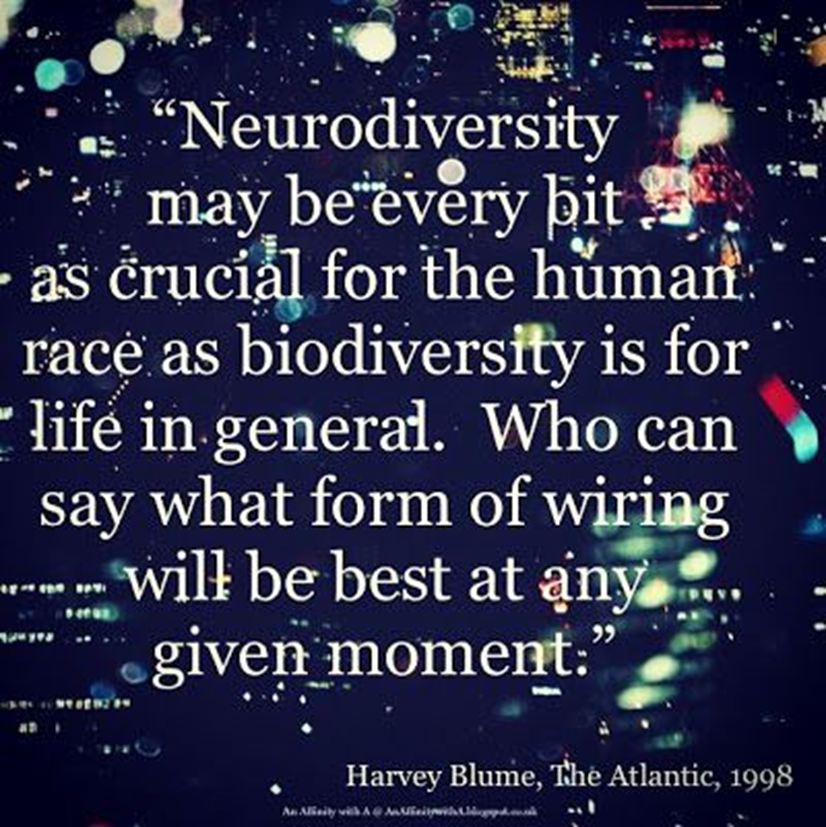 “Neurodiversity
may be every bit
as crucial for the human
race as biodiversity is for
life in general. Who can
say what form of wiring
will be best at any
given moment.”
Harvey Blume, The Atlantic, 1998
An Affinity with A @ AnAffinitywithA.blogspot.co.uk